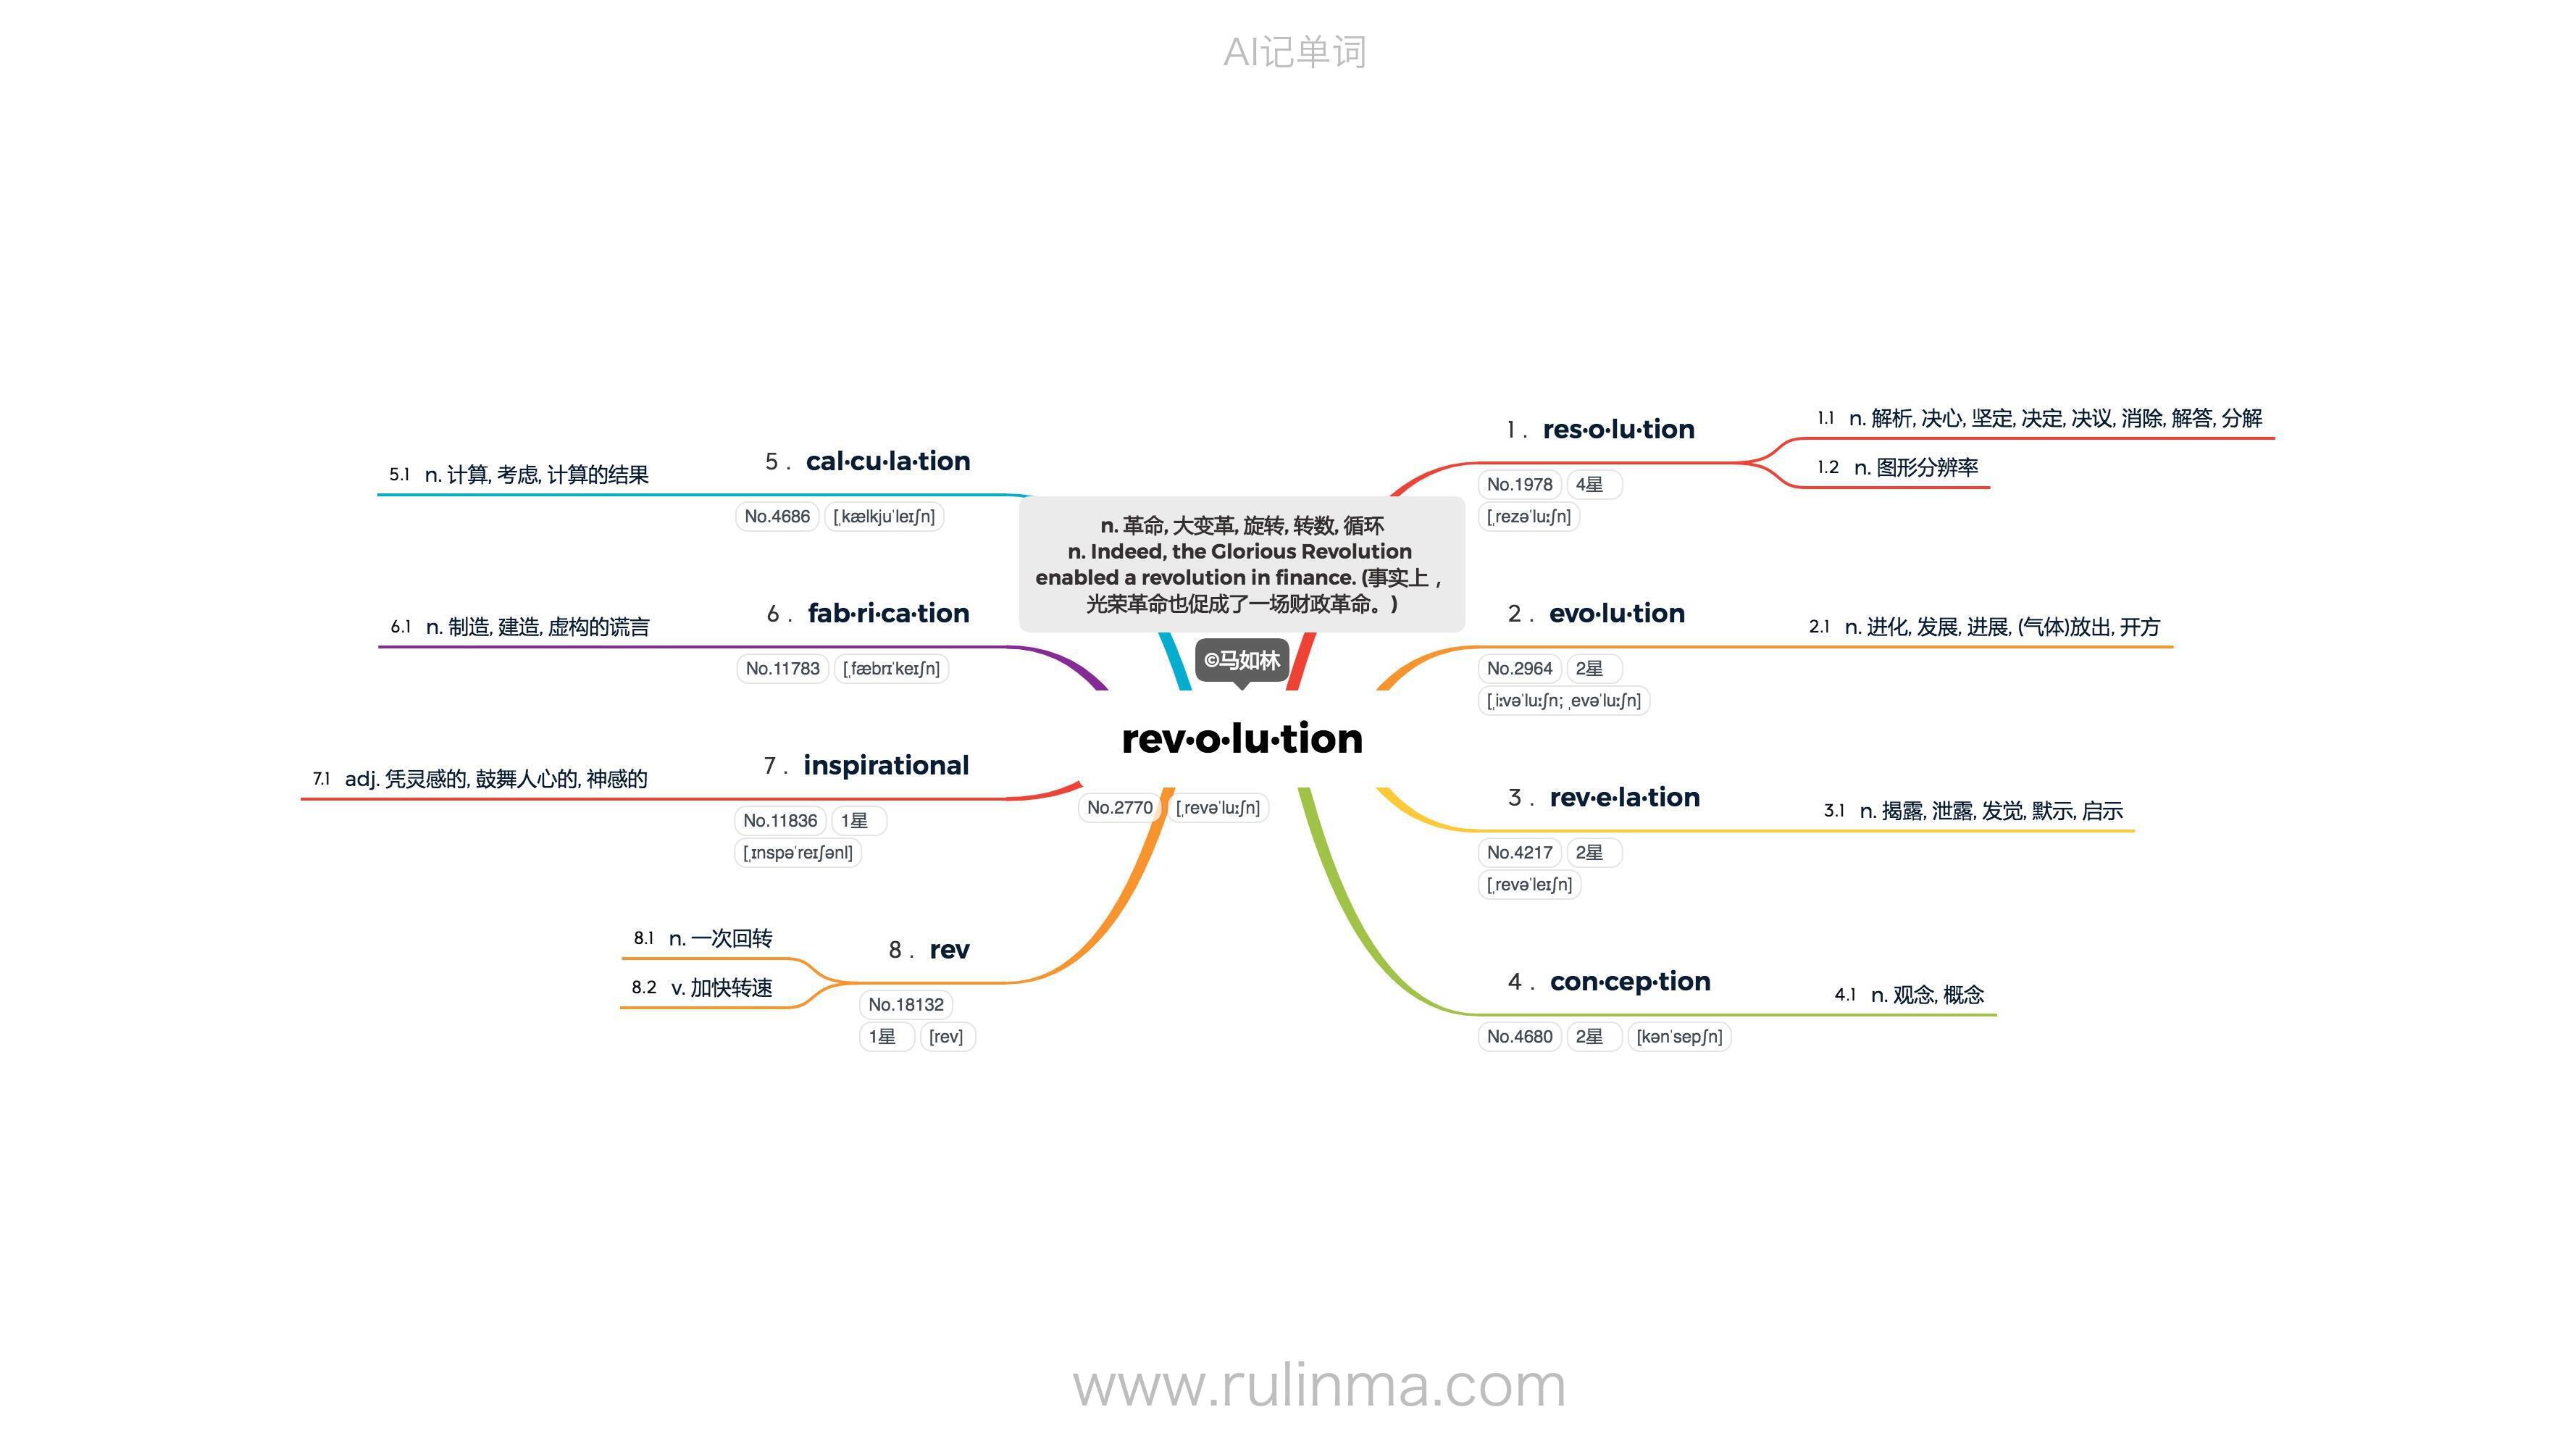 AI记单词
n. 革命, 大变革, 旋转, 转数, 循环
n. Indeed, the Glorious Revolution
enabled a revolution in finance. (事实上，
光荣革命也促成了一场财政革命。)
©马如林
rev·o·lu·tion
No.2770 [ˌrevəˈluːʃn]
1 . res·o·lu·tion
No.1978 4星
[ˌrezəˈluːʃn]
1.1 n. 解析, 决心, 坚定, 决定, 决议, 消除, 解答, 分解
1.2 n. 图形分辨率
2 . evo·lu·tion
No.2964 2星
[ˌiːvəˈluːʃn; ˌevəˈluːʃn]
2.1 n. 进化, 发展, 进展, (气体)放出, 开方
3 . rev·e·la·tion
No.4217 2星
[ˌrevəˈleɪʃn]
3.1 n. 揭露, 泄露, 发觉, 默示, 启示
4 . con·cep·tion
No.4680 2星 [kənˈsepʃn]
4.1 n. 观念, 概念
5 . cal·cu·la·tion
No.4686 [ˌkælkjuˈleɪʃn]
5.1 n. 计算, 考虑, 计算的结果
6 . fab·ri·ca·tion
No.11783 [ˌfæbrɪˈkeɪʃn]
6.1 n. 制造, 建造, 虚构的谎言
7 . inspirational
No.11836 1星
[ˌɪnspəˈreɪʃənl]
7.1 adj. 凭灵感的, 鼓舞人心的, 神感的
8 . rev
No.18132
1星 [rev]
8.1 n. 一次回转
8.2 v. 加快转速
www.rulinma.com